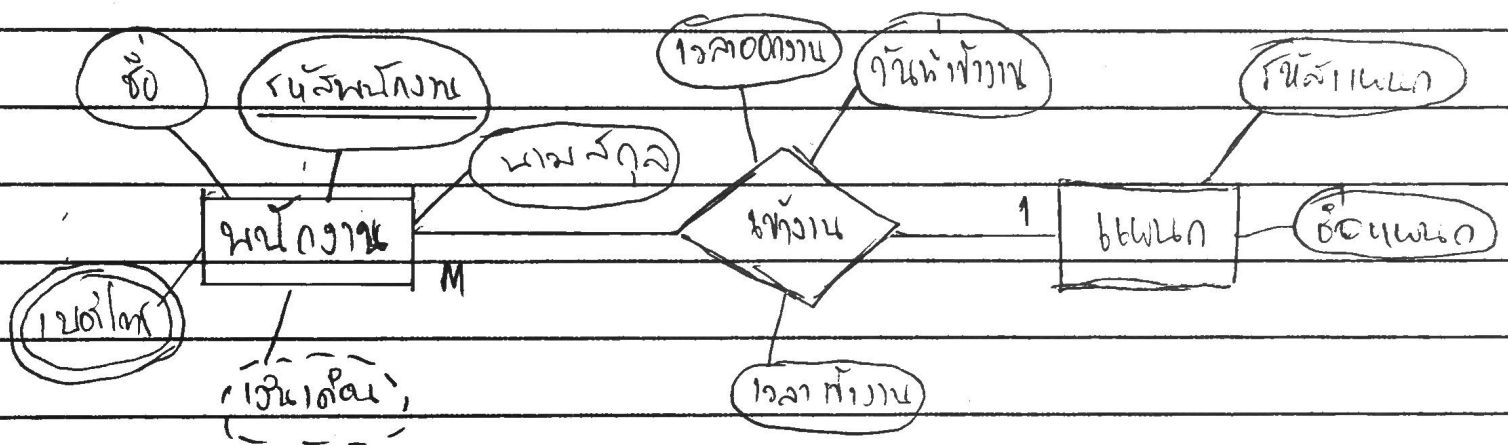 ชื่อ
รหัสพนักงาน
นามสกุล
เวลาออกงาน
วันที่เข้างาน
รหัสแผนก
พนักงาน
M
เข้างาน
1
แผนก
ชื่อแผนก
เบอร์โทร
เงินเดือน
เวลาเข้างาน